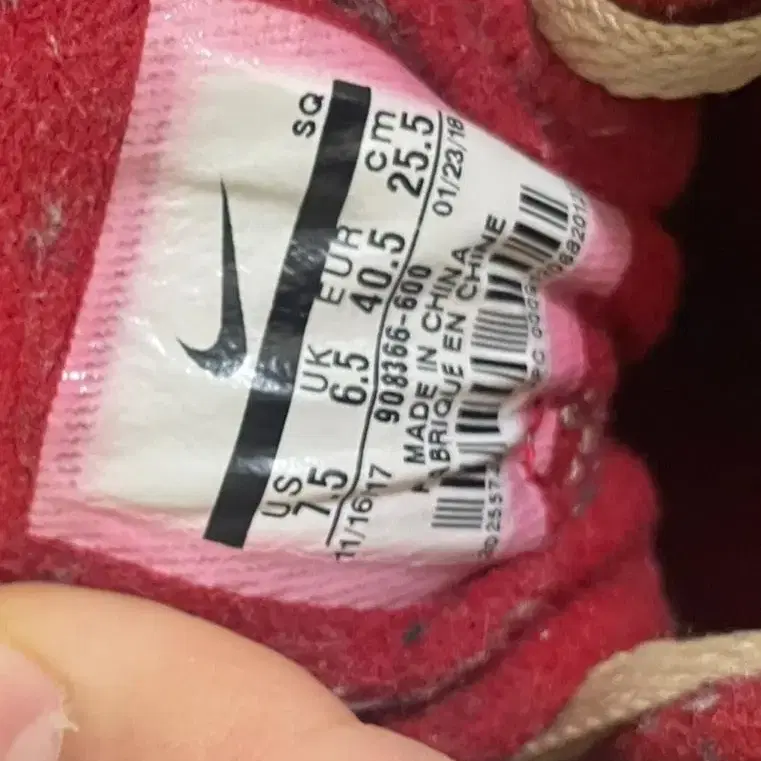 SQ
US UK EUR cm
7.5 6.5 40.5 25.5
11/16/17 908366-600 01/23/18
MADE IN CHINA
FABRIQUE EN CHINE